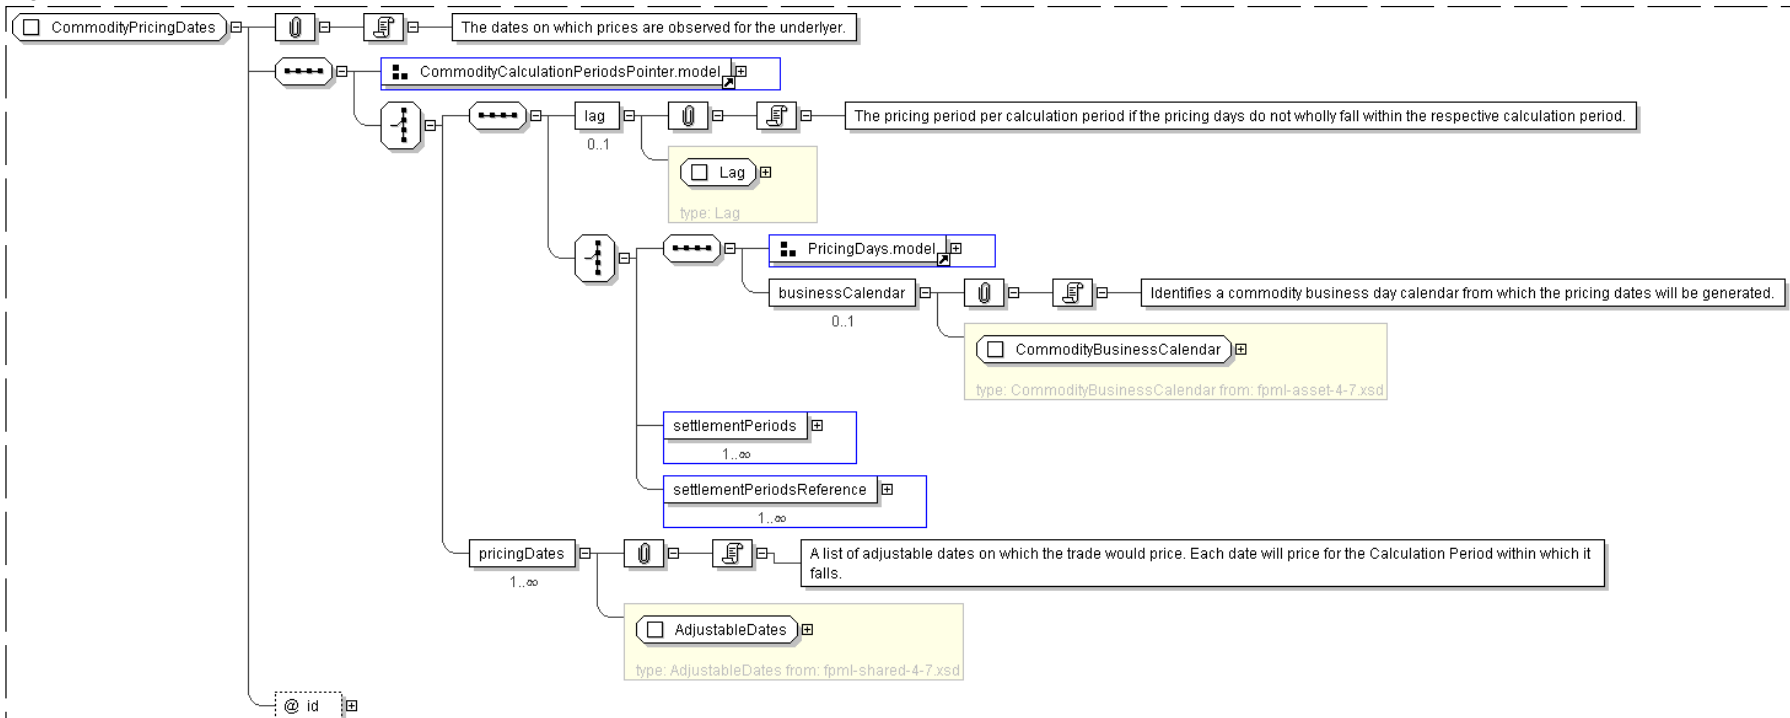 CommodityPricingDates
The dates on which prices are observed for the underlyer.
CommodityCalculationPeriodsPointer.model
lag
The pricing period per calculation period if the pricing days do not wholly fall within the respective calculation period.
0..1
Lag
type: Lag
PricingDays.model
businessCalendar
Identifies a commodity business day calendar from which the pricing dates will be generated.
0..1
CommodityBusinessCalendar
type: CommodityBusinessCalendar from: fpml-asset-4-7.xsd
settlementPeriods
1..∞
settlementPeriodsReference
1..∞
pricingDates
A list of adjustable dates on which the trade would price. Each date will price for the Calculation Period within which it
falls.
1..∞
AdjustableDates
type: AdjustableDates from: fpml-shared-4-7.xsd
@ id